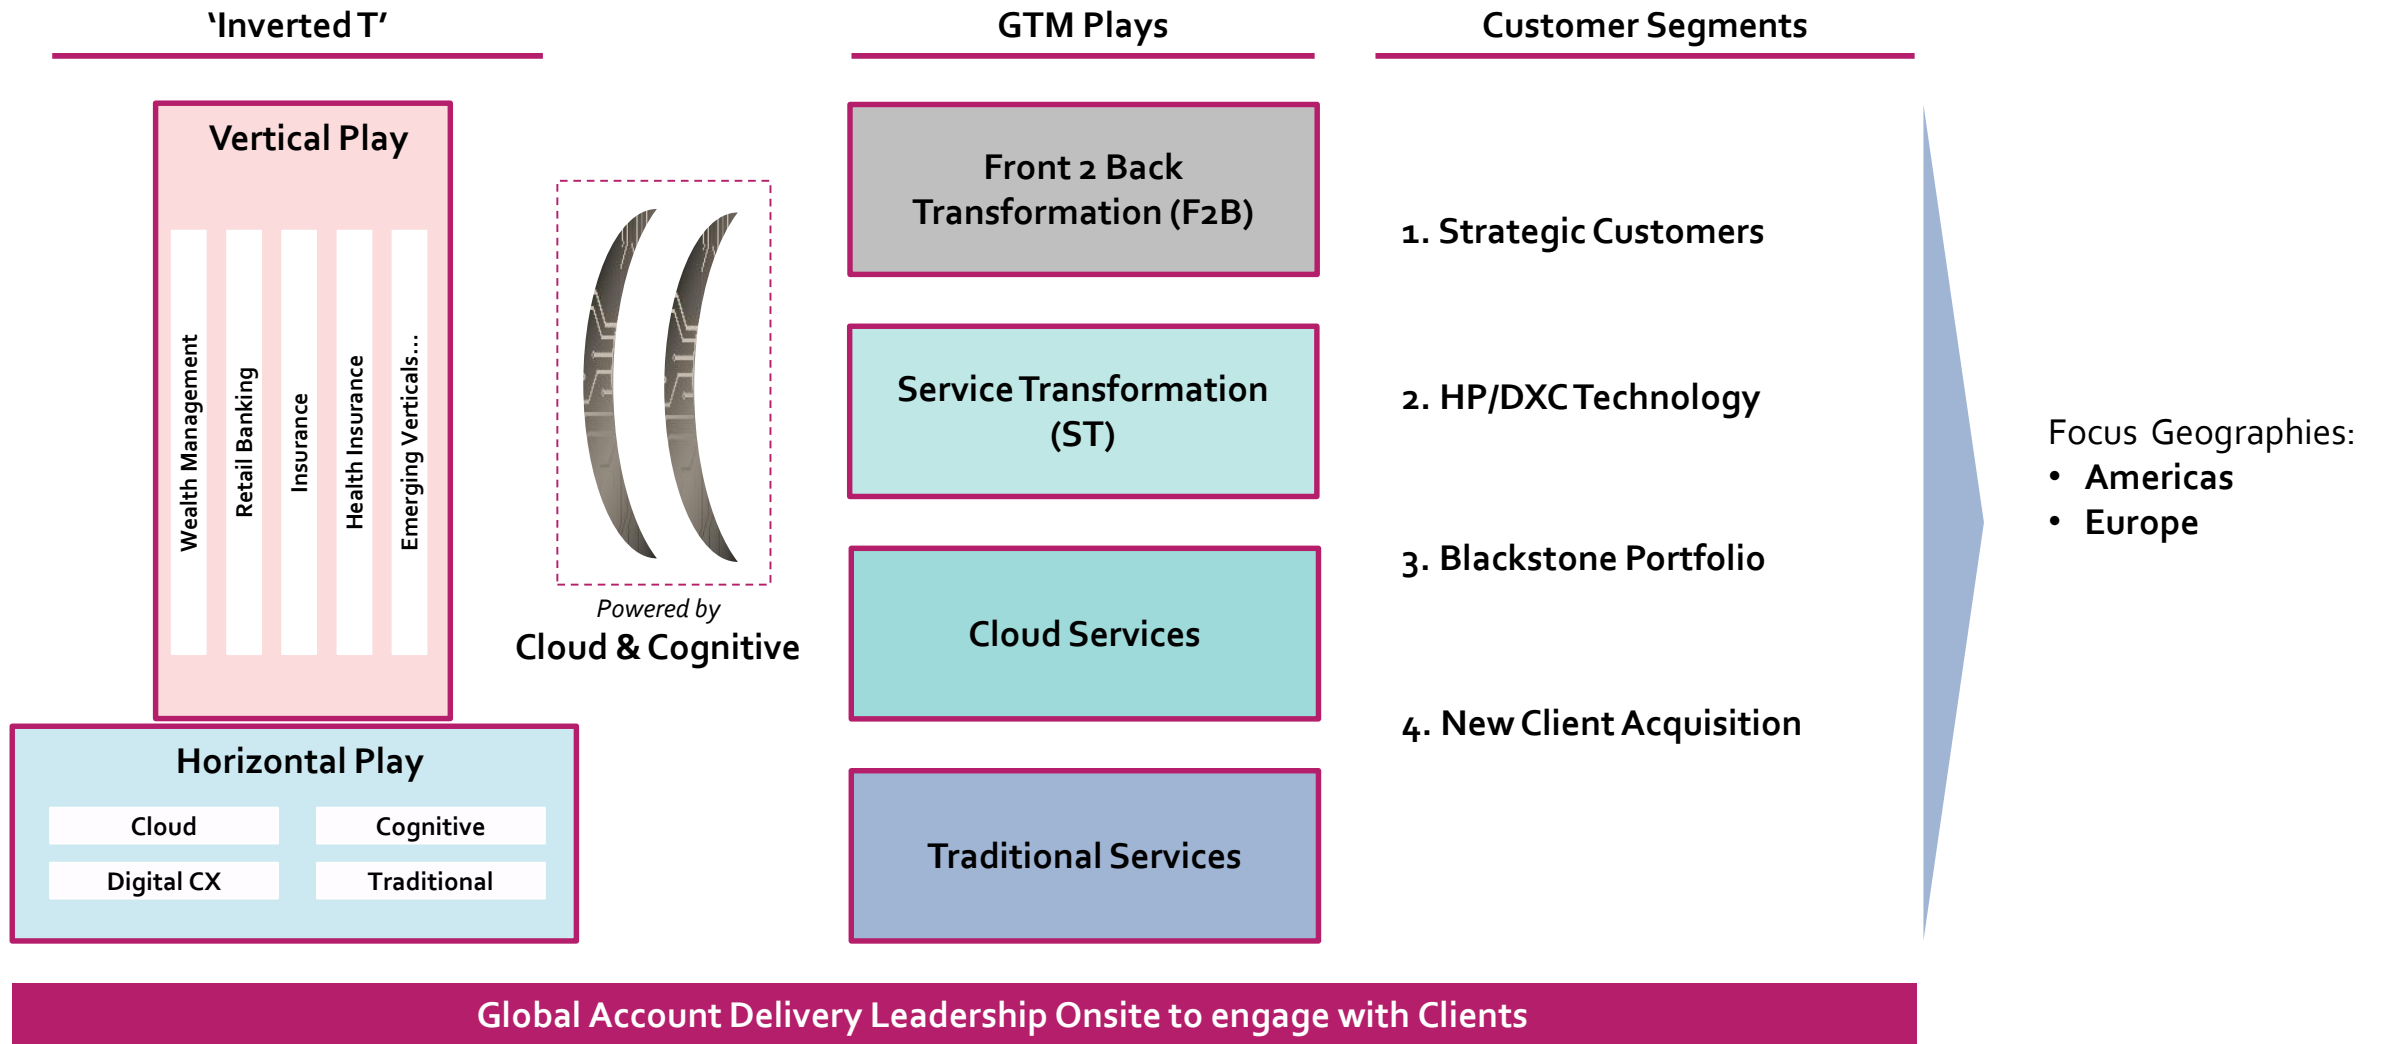 ‘Inverted T’
Vertical Play
Wealth Management
Retail Banking
Insurance
Health Insurance
Emerging Verticals...
Horizontal Play
Cloud
Cognitive
Digital CX
Traditional
Powered by
Cloud & Cognitive
GTM Plays
Front 2 Back
Transformation (F2B)
Service Transformation
(ST)
Cloud Services
Traditional Services
Customer Segments
1. Strategic Customers
2. HP/DXC Technology
3. Blackstone Portfolio
4. New Client Acquisition
Focus Geographies:
• Americas
• Europe
Global Account Delivery Leadership Onsite to engage with Clients